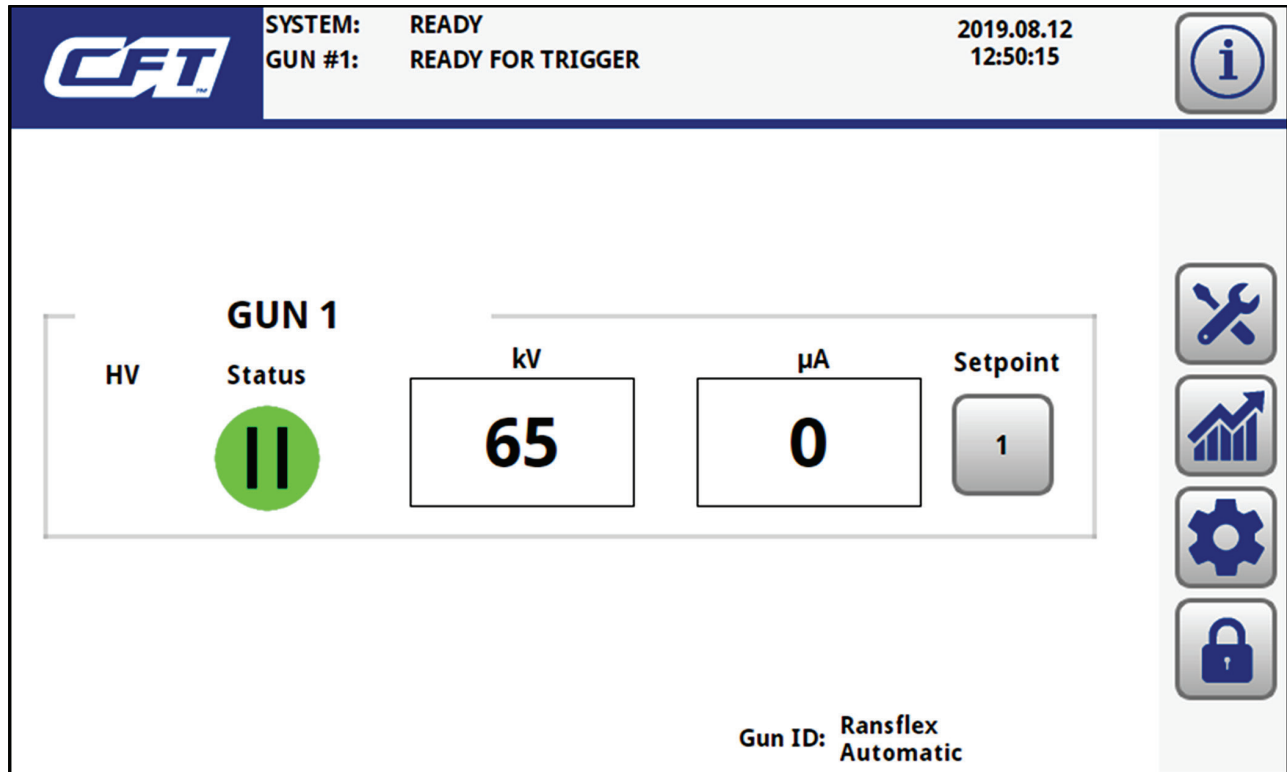 CFT™
SYSTEM: READY
GUN #1: READY FOR TRIGGER
2019.08.12
12:50:15
i
GUN 1
HV Status kV µA Setpoint
65 0 1
Gun ID: Ransflex
Automatic